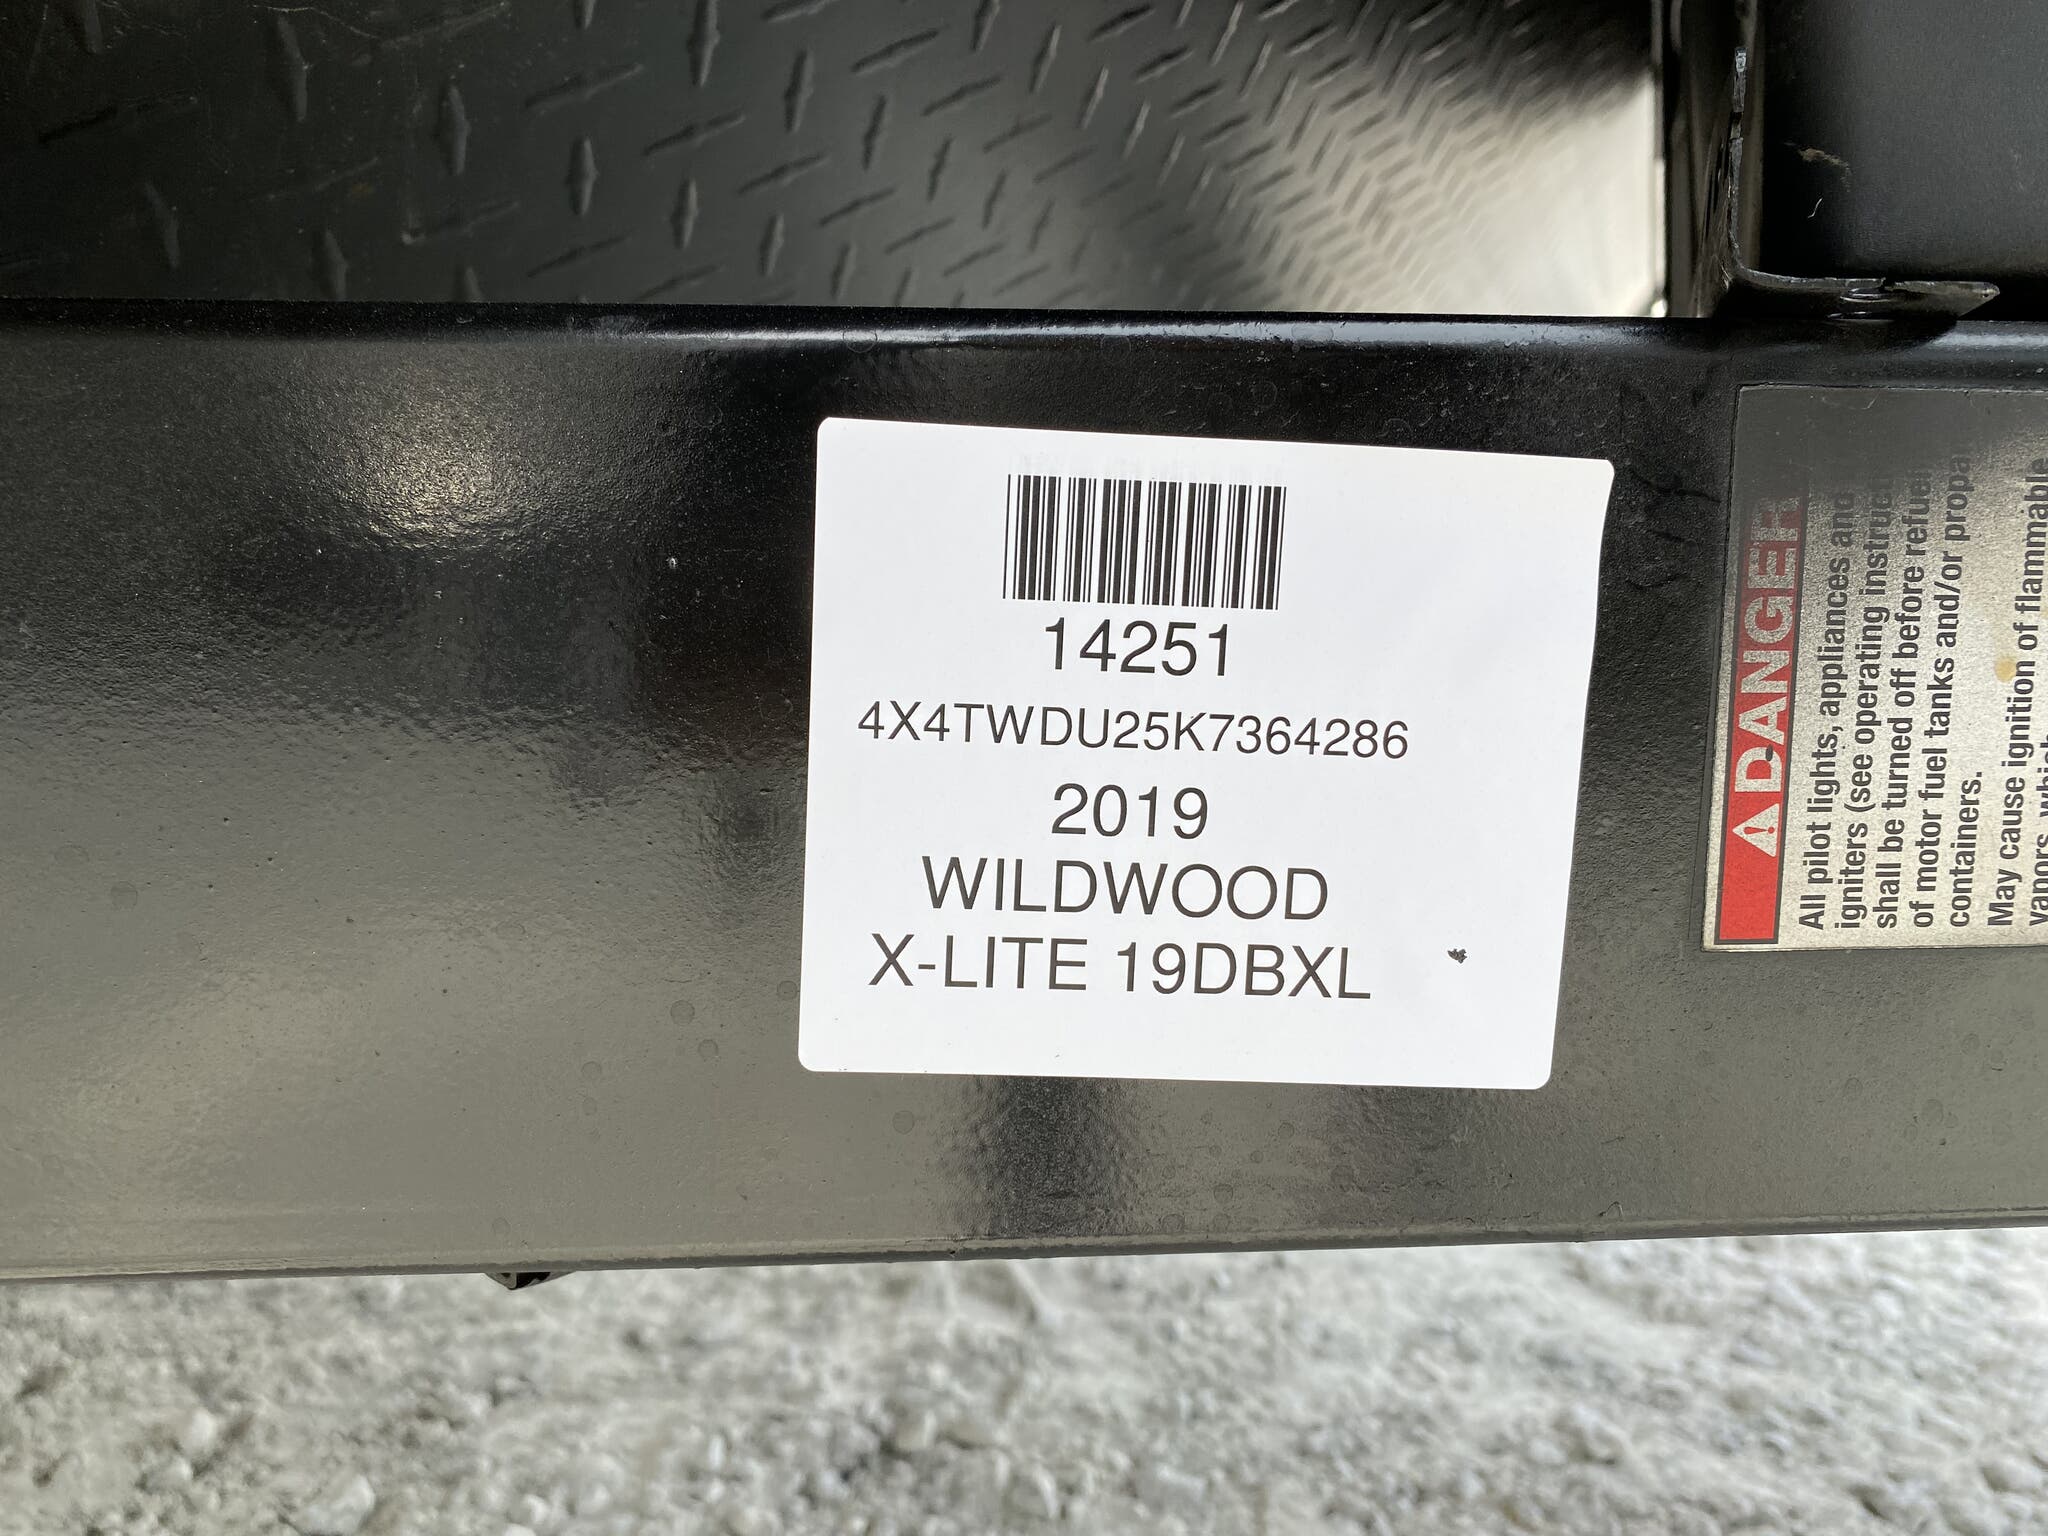 14251
4X4TWDU25K7364286
2019
WILDWOOD
X-LITE 19DBXL
DANGER
All pilot lights, appliances and
igniters (see operating
shall be turned off before
of motor fuel tanks and/or
containers.
May cause ignition of flammable